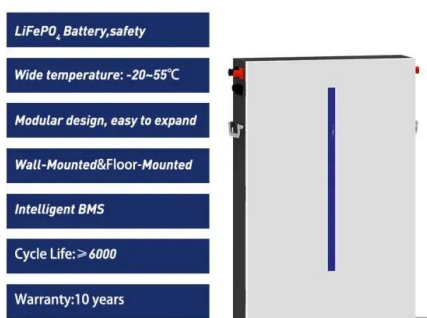 LiFePO₄ Battery,safety
Wide temperature: -20~55℃
Modular design, easy to expand
Wall-Mounted&Floor-Mounted
Intelligent BMS
Cycle Life:≥6000
Warranty:10 years